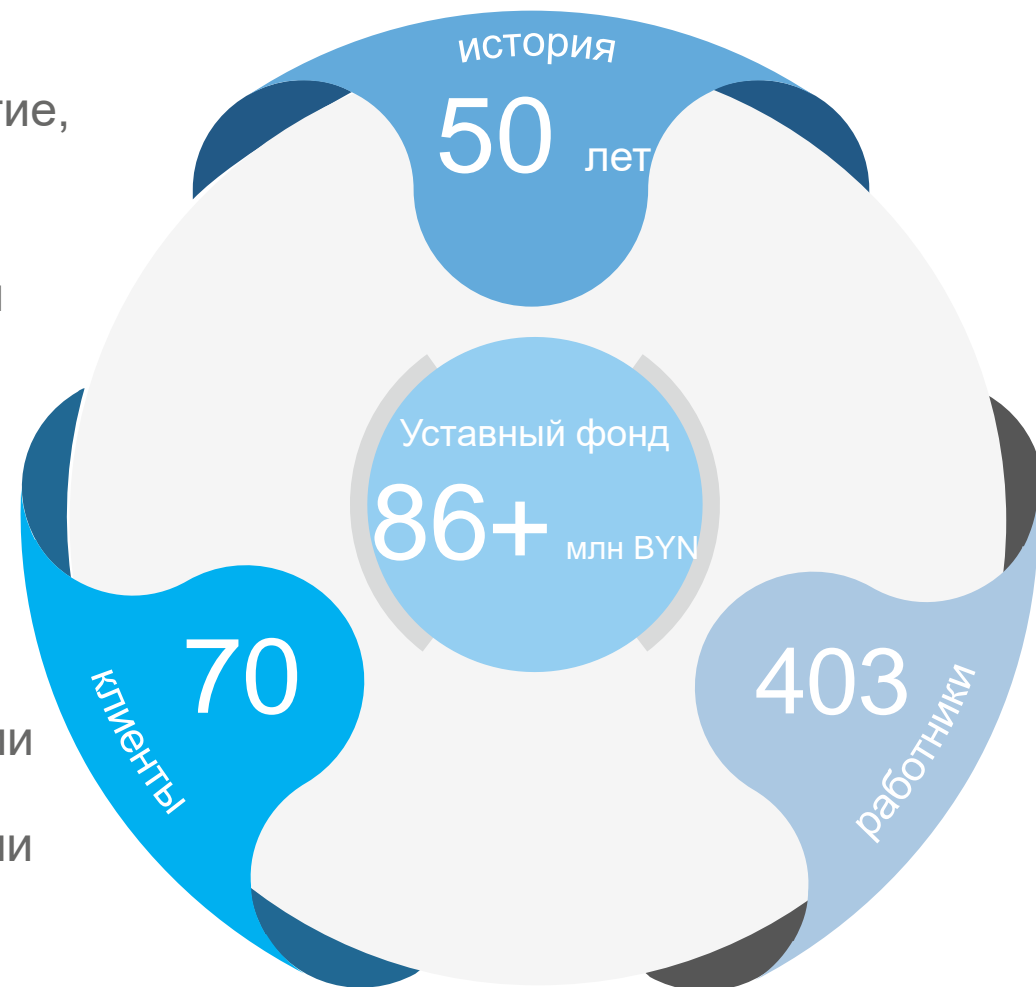 история
50 лет
Уставный фонд
86+ млн BYN
70
клиенты
403
работники